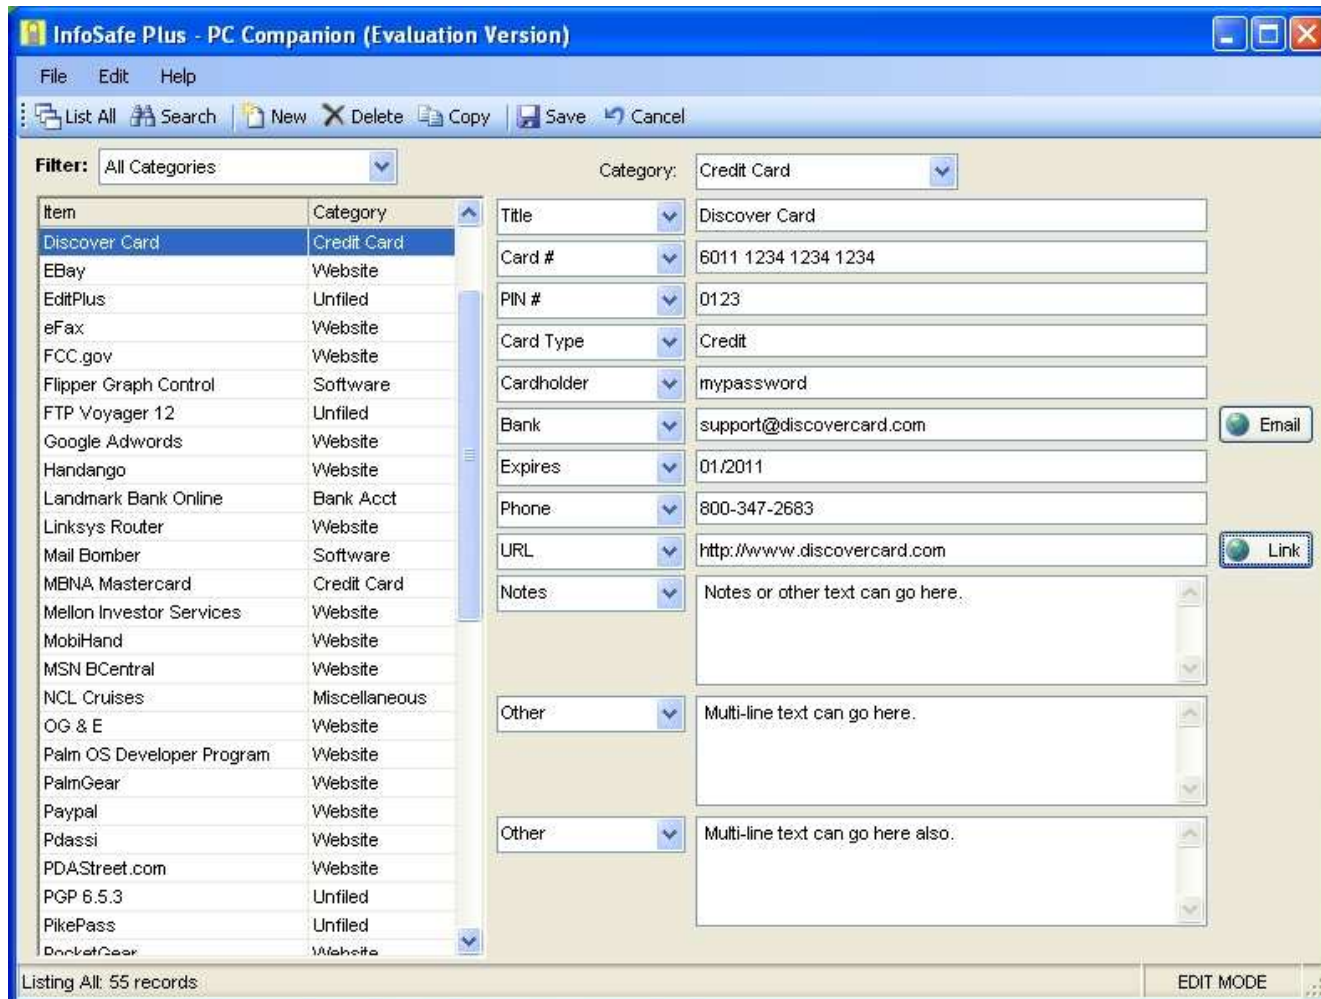 InfoSafe Plus - PC Companion (Evaluation Version)
File Edit Help
List All Search New Delete Copy Save Cancel
Filter: All Categories
Category: Credit Card
Item Category
Discover Card Credit Card
EBay Website
EditPlus Unfiled
eFax Website
FCC.gov Website
Flipper Graph Control Software
FTP Voyager 12 Unfiled
Google Adwords Website
Handango Website
Landmark Bank Online Bank Acct
Linksys Router Website
Mail Bomber Software
MBNA Mastercard Credit Card
Mellon Investor Services Website
MobiHand Website
MSN BCentral Website
NCL Cruises Miscellaneous
OG & E Website
Palm OS Developer Program Website
PalmGear Website
Paypal Website
Pdassi Website
PDAStreet.com Website
PGP 6.5.3 Unfiled
PikePass Unfiled
PocketGear Website
Title Discover Card
Card # 6011 1234 1234 1234
PIN # 0123
Card Type Credit
Cardholder mypassword
Bank support@discovercard.com Email
Expires 01/2011
Phone 800-347-2683
URL http://www.discovercard.com Link
Notes Notes or other text can go here.
Other Multi-line text can go here.
Other Multi-line text can go here also.
Listing All: 55 records
EDIT MODE